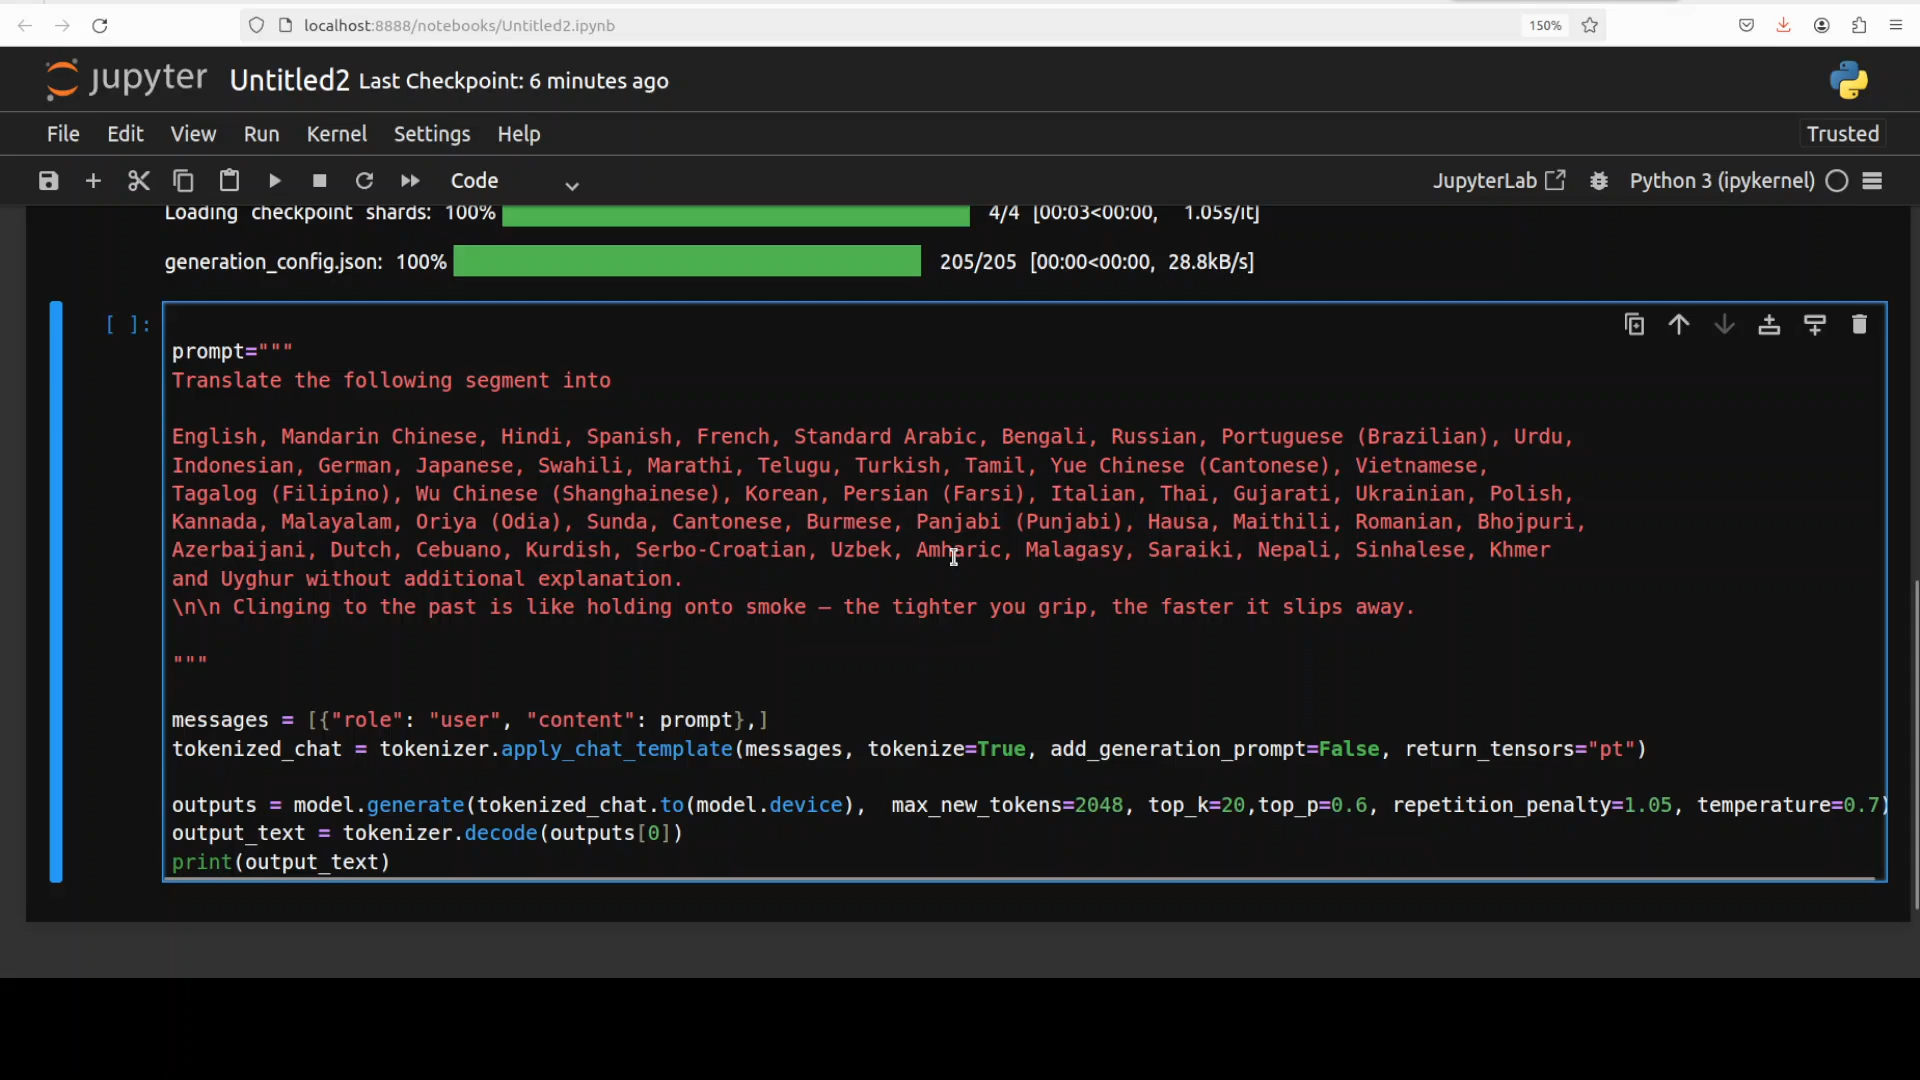 localhost:8888/notebooks/Untitled2.ipynb
150%
jupyter Untitled2 Last Checkpoint: 6 minutes ago
File Edit View Run Kernel Settings Help
Trusted
Code
JupyterLab
Python 3 (ipykernel)
Loading checkpoint shards: 100% 4/4 [00:03<00:00, 1.05s/it]
generation_config.json: 100% 205/205 [00:00<00:00, 28.8kB/s]
[ ]:
prompt="""
Translate the following segment into
English, Mandarin Chinese, Hindi, Spanish, French, Standard Arabic, Bengali, Russian, Portuguese (Brazilian), Urdu,
Indonesian, German, Japanese, Swahili, Marathi, Telugu, Turkish, Tamil, Yue Chinese (Cantonese), Vietnamese,
Tagalog (Filipino), Wu Chinese (Shanghainese), Korean, Persian (Farsi), Italian, Thai, Gujarati, Ukrainian, Polish,
Kannada, Malayalam, Oriya (Odia), Sunda, Cantonese, Burmese, Panjabi (Punjabi), Hausa, Maithili, Romanian, Bhojpuri,
Azerbaijani, Dutch, Cebuano, Kurdish, Serbo-Croatian, Uzbek, Amharic, Malagasy, Saraiki, Nepali, Sinhalese, Khmer
and Uyghur without additional explanation.
\n\n Clinging to the past is like holding onto smoke — the tighter you grip, the faster it slips away.
"""
messages = [{"role": "user", "content": prompt},]
tokenized_chat = tokenizer.apply_chat_template(messages, tokenize=True, add_generation_prompt=False, return_tensors="pt")
outputs = model.generate(tokenized_chat.to(model.device),  max_new_tokens=2048, top_k=20,top_p=0.6, repetition_penalty=1.05, temperature=0.7)
output_text = tokenizer.decode(outputs[0])
print(output_text)